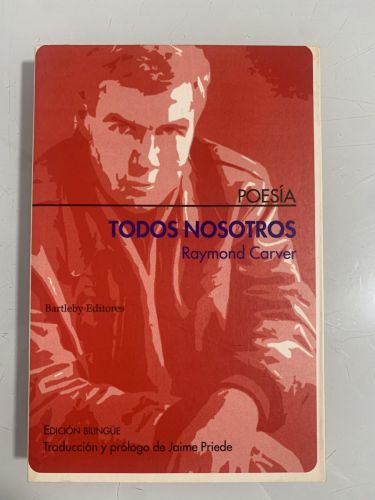 POESÍA
TODOS NOSOTROS
Raymond Carver
Bartleby Editores
EDICIÓN BILINGÜE
Traducción y prólogo de Jaime Priede